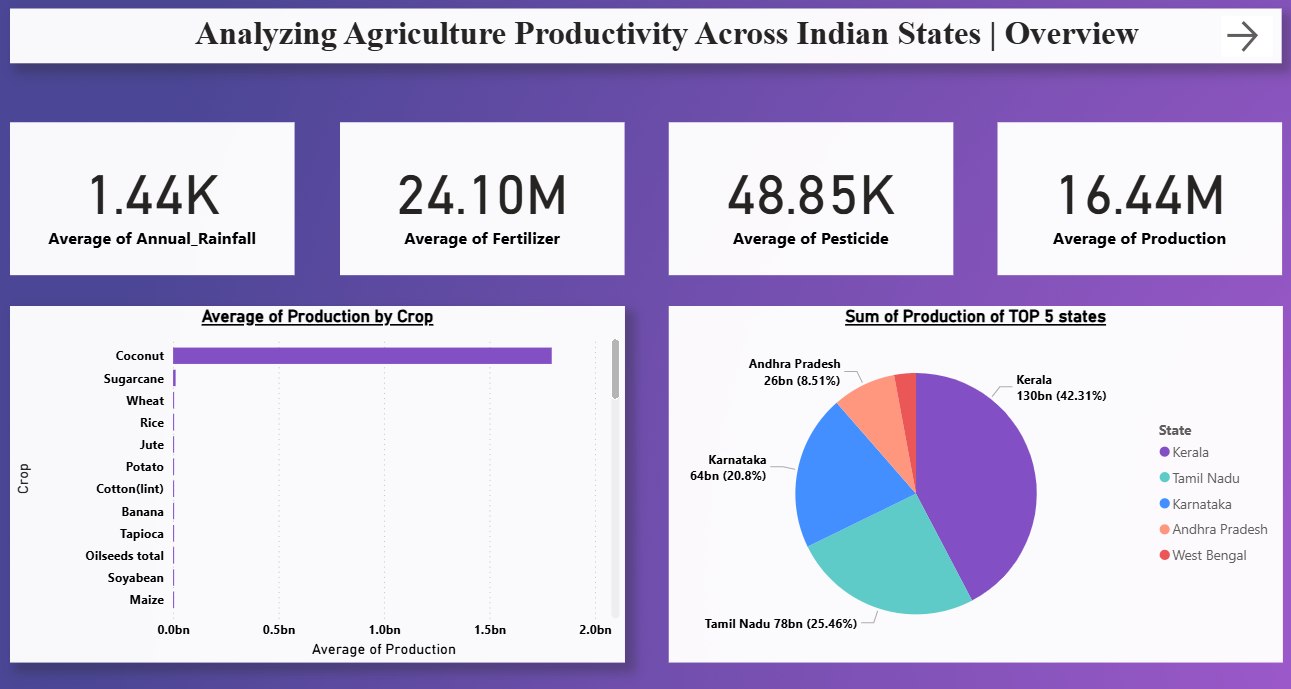 Analyzing Agriculture Productivity Across Indian States | Overview
1.44K
Average of Annual_Rainfall
24.10M
Average of Fertilizer
48.85K
Average of Pesticide
16.44M
Average of Production
Average of Production by Crop
Crop
Coconut
Sugarcane
Wheat
Rice
Jute
Potato
Cotton(lint)
Banana
Tapioca
Oilseeds total
Soyabean
Maize
0.0bn 0.5bn 1.0bn 1.5bn 2.0bn
Average of Production
Sum of Production of TOP 5 states
Andhra Pradesh
26bn (8.51%)
Kerala
130bn (42.31%)
Karnataka
64bn (20.8%)
Tamil Nadu 78bn (25.46%)
State
Kerala
Tamil Nadu
Karnataka
Andhra Pradesh
West Bengal